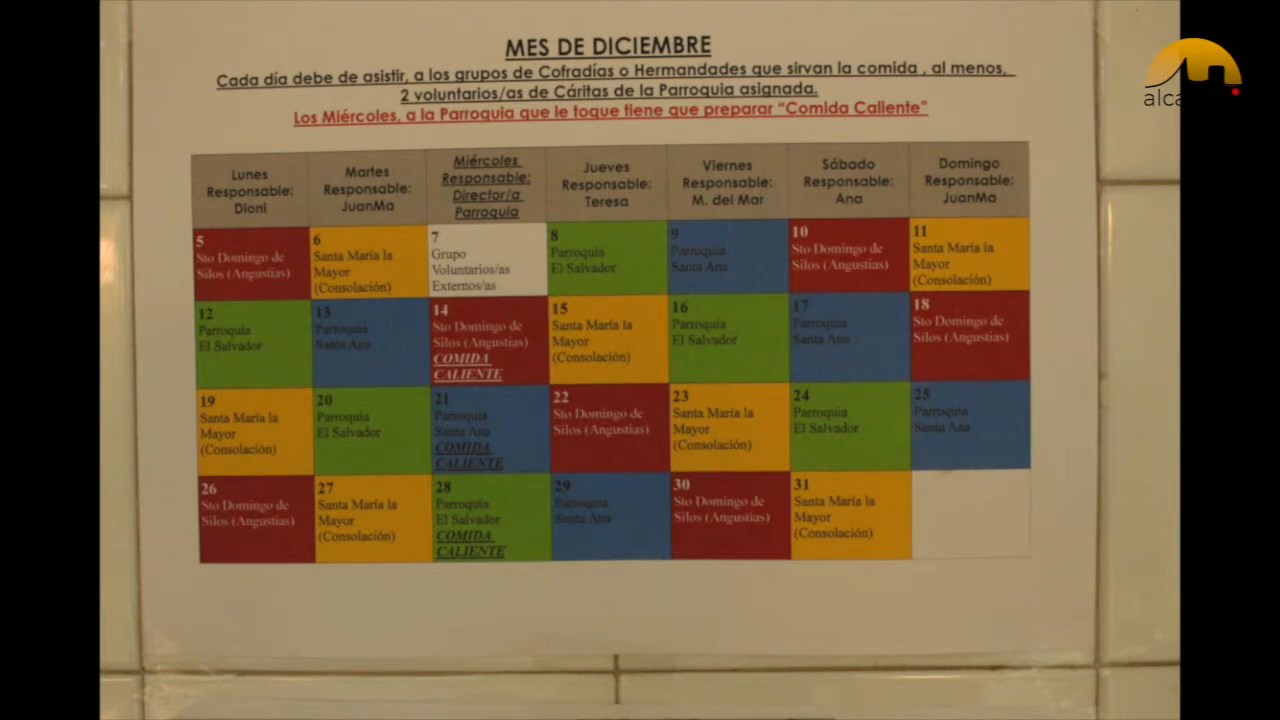 MES DE DICIEMBRE
Cada día debe de asistir, a los grupos de Cofradías o Hermandades que sirvan la comida , al menos,
2 voluntarios/as de Cáritas de la Parroquia asignada.
Los Miércoles, a la Parroquia que le toque tiene que preparar "Comida Caliente"
Lunes
Responsable:
Dioni
Martes
Responsable:
JuanMa
Miércoles
Responsable:
Director/a
Parroquia
Jueves
Responsable:
Teresa
Viernes
Responsable:
M. del Mar
Sábado
Responsable:
Ana
Domingo
Responsable:
JuanMa
5
Sto Domingo de
Silos (Angustias)
6
Santa María la
Mayor
(Consolación)
7
Grupo
Voluntarios/as
Externos/as
8
Parroquia
El Salvador
9
Parroquia
Santa Ana
10
Sto Domingo de
Silos (Angustias)
11
Santa María la
Mayor
(Consolación)
12
Parroquia
El Salvador
13
Parroquia
Santa Ana
14
Sto Domingo de
Silos (Angustias)
COMIDA
CALIENTE
15
Santa María la
Mayor
(Consolación)
16
Parroquia
El Salvador
17
Parroquia
Santa Ana
18
Sto Domingo de
Silos (Angustias)
19
Santa María la
Mayor
(Consolación)
20
Parroquia
El Salvador
21
Parroquia
Santa Ana
COMIDA
CALIENTE
22
Sto Domingo de
Silos (Angustias)
23
Santa María la
Mayor
(Consolación)
24
Parroquia
El Salvador
25
Parroquia
Santa Ana
26
Sto Domingo de
Silos (Angustias)
27
Santa María la
Mayor
(Consolación)
28
Parroquia
El Salvador
COMIDA
CALIENTE
29
Parroquia
Santa Ana
30
Sto Domingo de
Silos (Angustias)
31
Santa María la
Mayor
(Consolación)